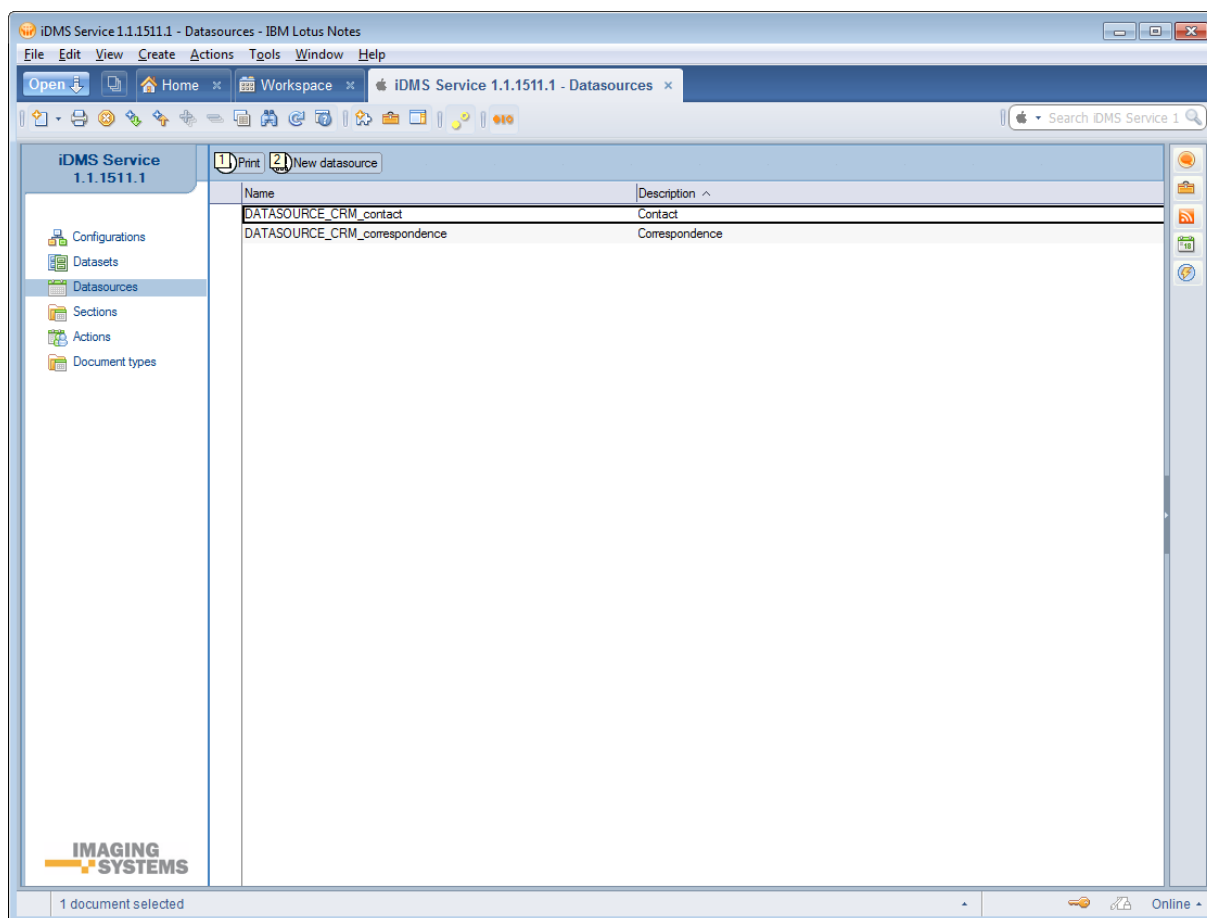 iDMS Service 1.1.1511.1 - Datasources - IBM Lotus Notes
File Edit View Create Actions Tools Window Help
Open Home Workspace iDMS Service 1.1.1511.1 - Datasources
Search iDMS Service 1
iDMS Service
1.1.1511.1
1 Print 2 New datasource
Name Description
DATASOURCE_CRM_contact Contact
DATASOURCE_CRM_correspondence Correspondence
Configurations
Datasets
Datasources
Sections
Actions
Document types
IMAGING
SYSTEMS
1 document selected Online